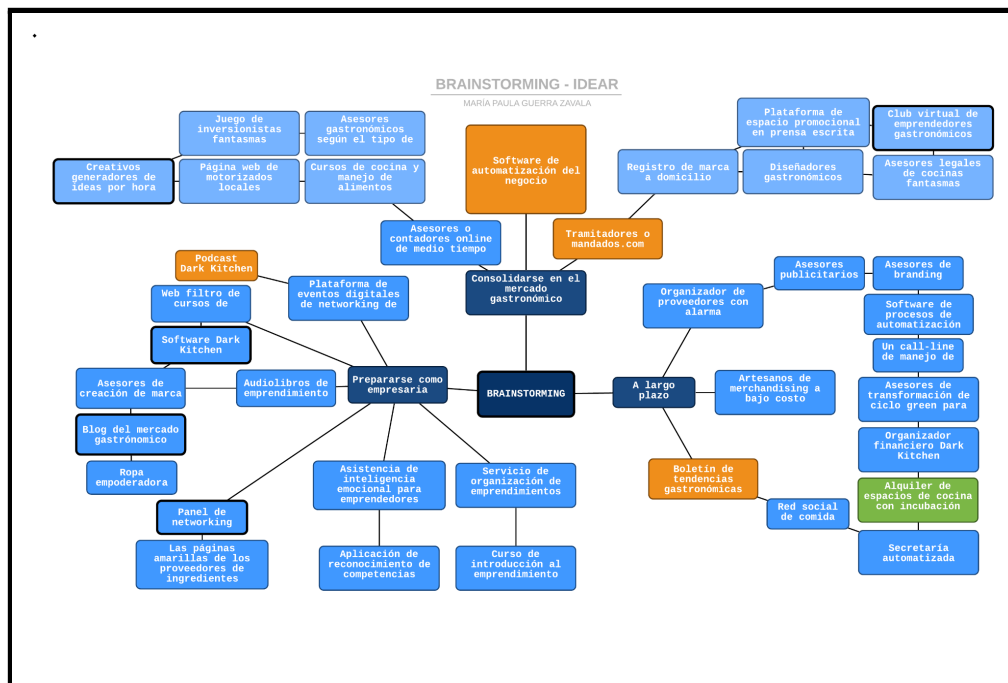 BRAINSTORMING - IDEAR
MARÍA PAULA GUERRA ZAVALA
Juego de
inversionistas
fantasmas
Asesores
gastronómicos
según el tipo de
Creativos
generadores de
ideas por hora
Página web de
motorizados
locales
Cursos de cocina y
manejo de
alimentos
Asesores o
contadores online
de medio tiempo
Software de
automatización del
negocio
Tramitadores o
mandados.com
Consolidarse en el
mercado
gastronómico
Plataforma de
espacio promocional
en prensa escrita
Club virtual de
emprendedores
gastronómicos
Registro de marca
a domicilio
Diseñadores
gastronómicos
Asesores legales
de cocinas
fantasmas
Podcast
Dark Kitchen
Plataforma de
eventos digitales
de networking de
Web filtro de
cursos de
Software Dark
Kitchen
Asesores de
creación de marca
Audiolibros de
emprendimiento
Prepararse como
empresaria
BRAINSTORMING
Blog del mercado
gastrónomico
Ropa
empoderadora
Panel de
networking
Las páginas
amarillas de los
proveedores de
ingredientes
Asistencia de
inteligencia
emocional para
emprendedores
Aplicación de
reconocimiento de
competencias
Servicio de
organización de
emprendimientos
Curso de
introducción al
emprendimiento
A largo
plazo
Organizador de
proveedores con
alarma
Asesores
publicitarios
Asesores de
branding
Software de
procesos de
automatización
Un call-line
de manejo de
Artesanos de
merchandising a
bajo costo
Asesores de
transformación de
ciclo green para
Organizador
financiero Dark
Kitchen
Boletín de
tendencias
gastronómicas
Alquiler de
espacios de cocina
con incubación
Red social
de comida
Secretaría
automatizada